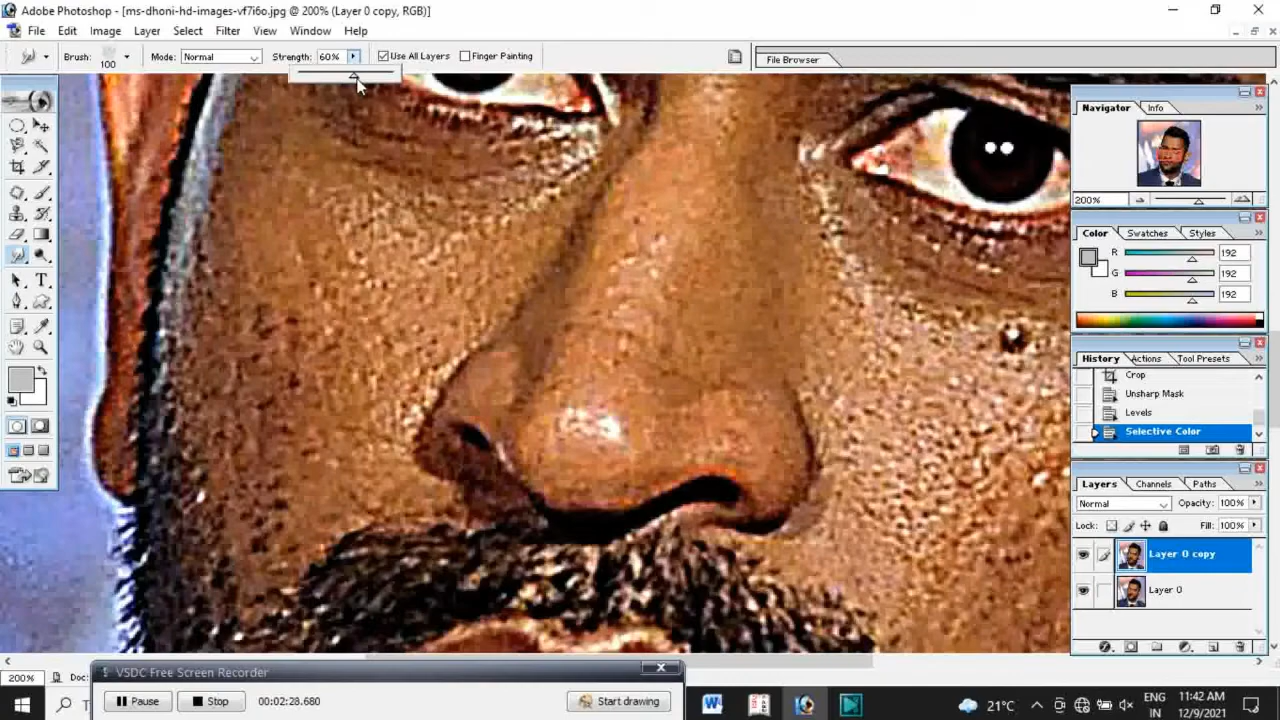 Adobe Photoshop - [ms-dhoni-hd-images-vf7i6o.jpg @ 200% (Layer 0 copy, RGB)]
File Edit Image Layer Select Filter View Window Help
Brush: 100 Mode: Normal Strength: 60% Use All Layers Finger Painting File Browser
Navigator Info
200%
Color Swatches Styles
R 192
G 192
B 192
History Actions Tool Presets
Crop
Unsharp Mask
Levels
Selective Color
Layers Channels Paths
Normal Opacity: 100%
Lock: Fill: 100%
Layer 0 copy
Layer 0
200% Doc:
VSDC Free Screen Recorder
Pause Stop 00:02:28.680 Start drawing
T
21°C
ENG
IN
11:42 AM
12/9/2021